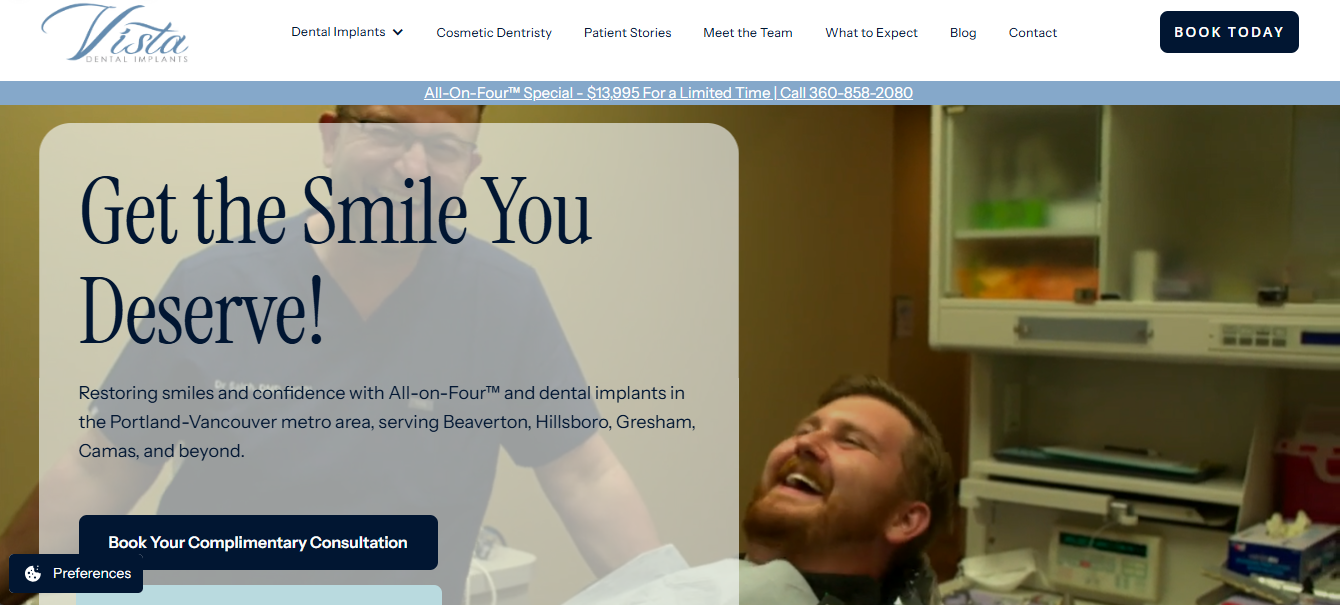 Vista
DENTAL IMPLANTS
Dental Implants
Cosmetic Dentristy
Patient Stories
Meet the Team
What to Expect
Blog
Contact
BOOK TODAY
All-On-Four™ Special - $13,995 For a Limited Time | Call 360-858-2080
Get the Smile You
Deserve!
Restoring smiles and confidence with All-on-Four™ and dental implants in
the Portland-Vancouver metro area, serving Beaverton, Hillsboro, Gresham,
Camas, and beyond.
Book Your Complimentary Consultation
Preferences